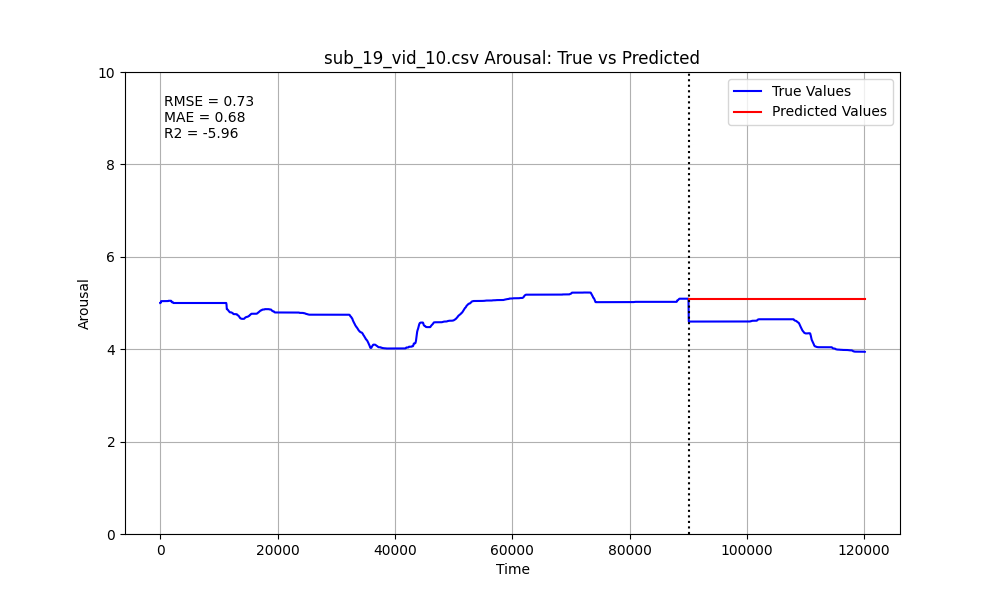 sub_19_vid_10.csv Arousal: True vs Predicted
RMSE = 0.73
MAE = 0.68
R2 = -5.96
True Values
Predicted Values
10
8
6
4
2
0
Arousal
0
20000
40000
60000
80000
100000
120000
Time